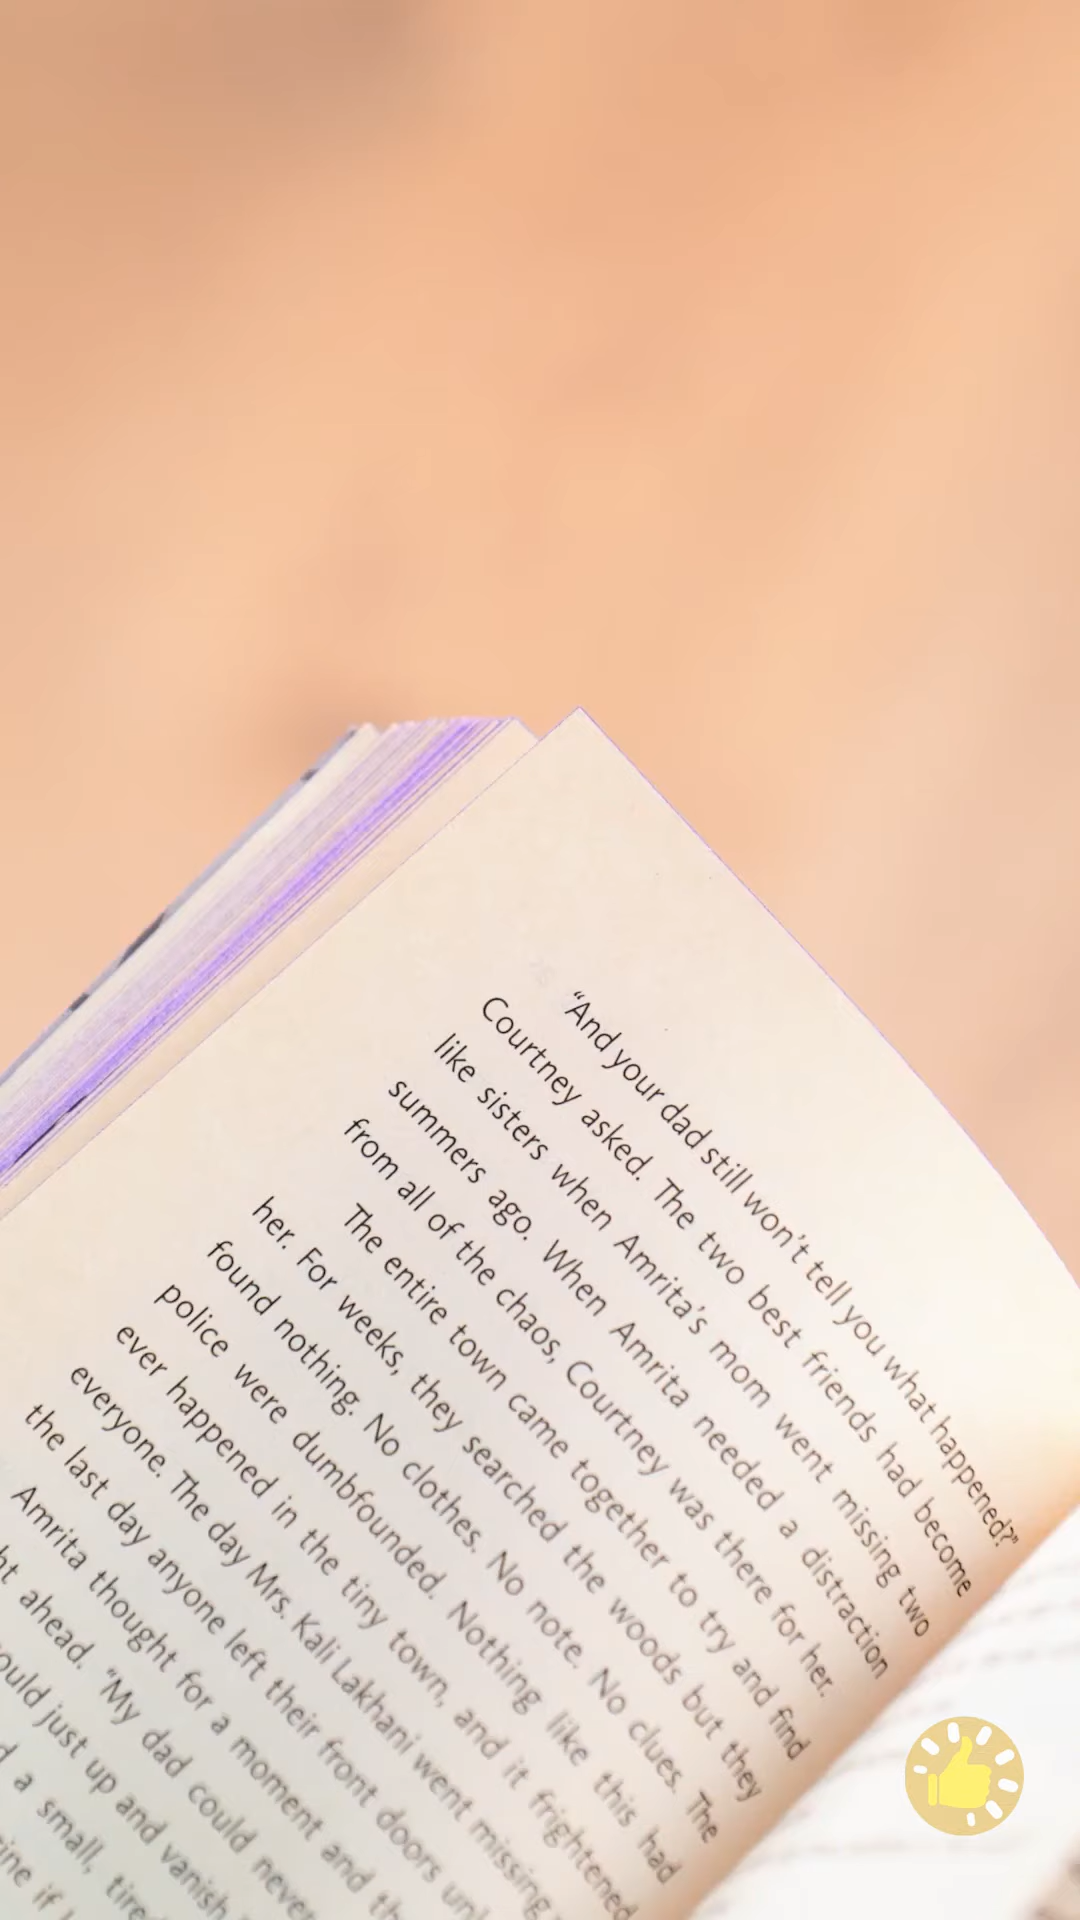 “And your dad still won’t tell you what happened?”
Courtney asked. The two best friends had become
like sisters when Amrita’s mom went missing two
summers ago. When Amrita needed a distraction
from all of the chaos, Courtney was there for her.
The entire town came together to try and find
her. For weeks, they searched the woods but they
found nothing. No clothes. No note. No clues. The
police were dumbfounded. Nothing like this had
ever happened in the tiny town, and it frightened
everyone. The day Mrs. Kali Lakhani went missing
the last day anyone left their front doors
Amrita thought for a moment and
ahead. “My dad could never
just up and vanish
a small,
if